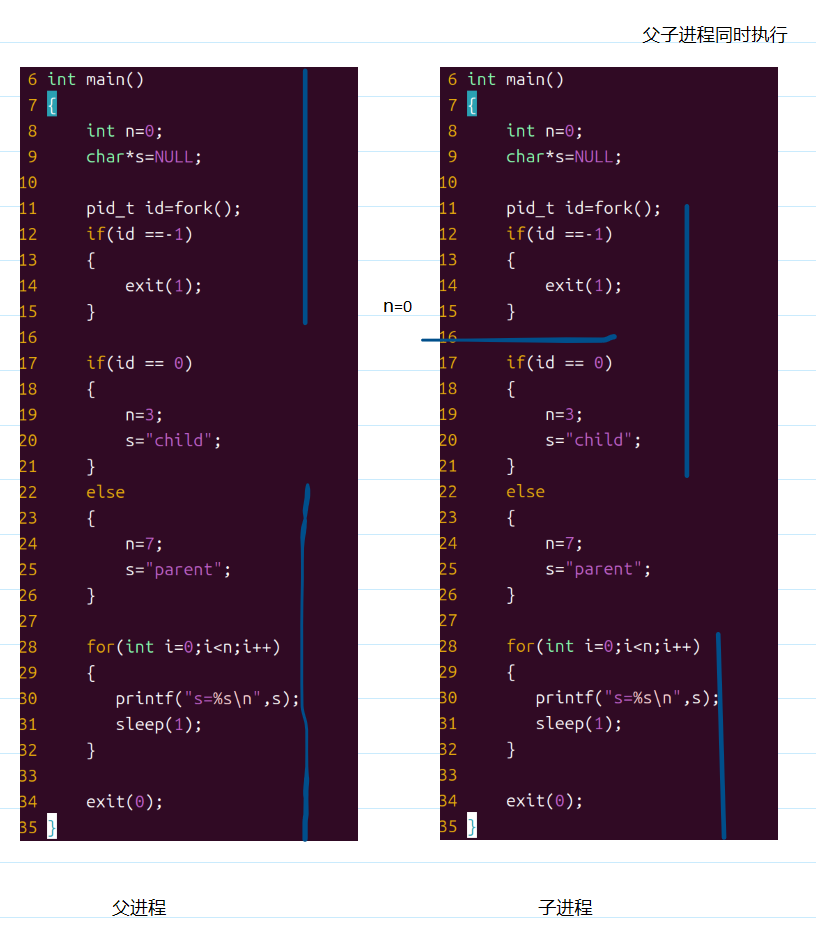 父子进程同时执行
6 int main()
7 {
8 int n=0;
9 char*s=NULL;
10
11 pid_t id=fork();
12 if(id ==-1)
13 {
14 exit(1);
15 }
16
17 if(id == 0)
18 {
19 n=3;
20 s="child";
21 }
22 else
23 {
24 n=7;
25 s="parent";
26 }
27
28 for(int i=0;i<n;i++)
29 {
30 printf("s=%s\n",s);
31 sleep(1);
32 }
33
34 exit(0);
35 }
父进程
n=0
6 int main()
7 {
8 int n=0;
9 char*s=NULL;
10
11 pid_t id=fork();
12 if(id ==-1)
13 {
14 exit(1);
15 }
16
17 if(id == 0)
18 {
19 n=3;
20 s="child";
21 }
22 else
23 {
24 n=7;
25 s="parent";
26 }
27
28 for(int i=0;i<n;i++)
29 {
30 printf("s=%s\n",s);
31 sleep(1);
32 }
33
34 exit(0);
35 }
子进程